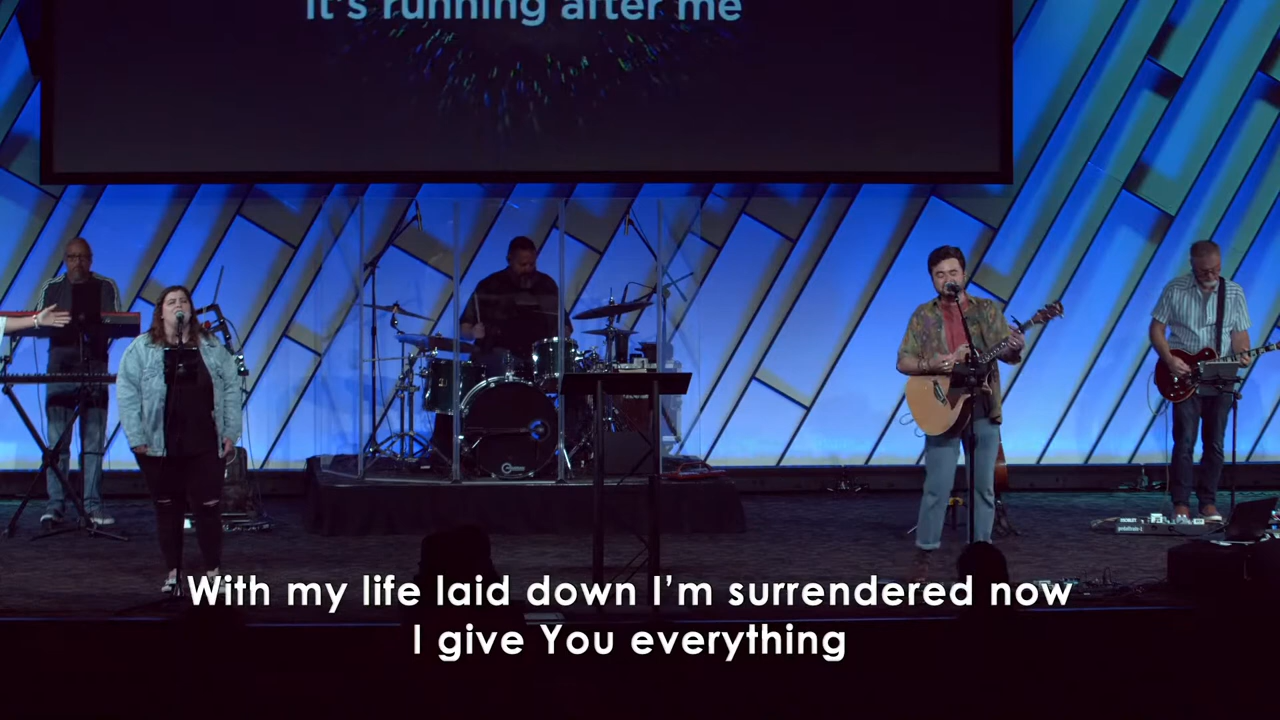 It's running after me
With my life laid down I'm surrendered now
I give You everything